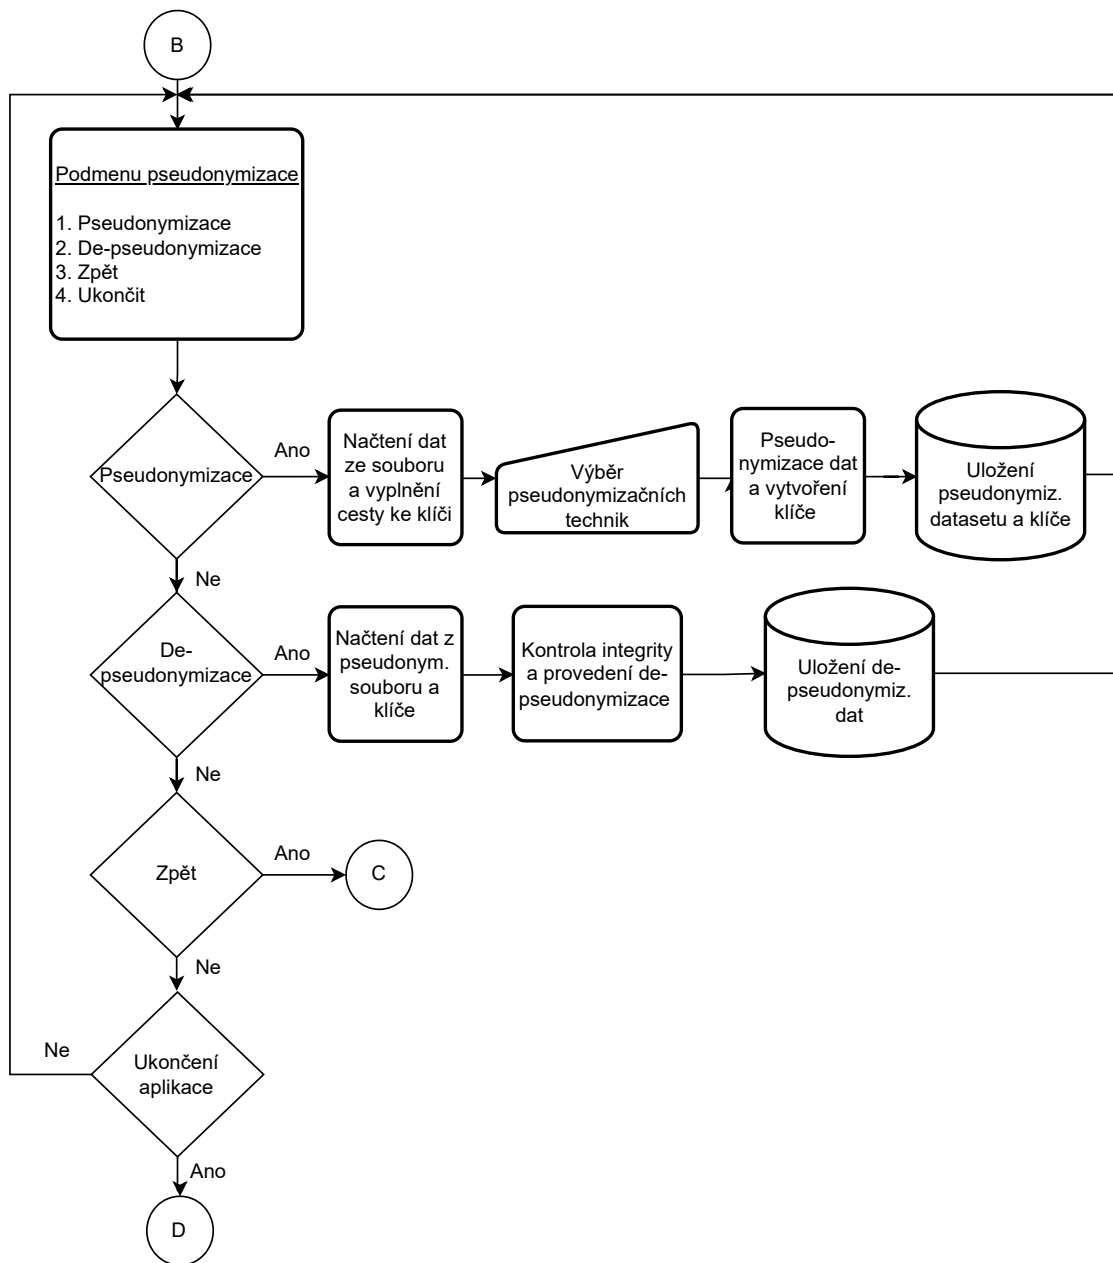 B
Podmenu pseudonymizace
1. Pseudonymizace
2. De-pseudonymizace
3. Zpět
4. Ukončit
Pseudonymizace
Ano
Načtení dat
ze souboru
a vyplnění
cesty ke klíči
Výběr
pseudonymizačních
technik
Pseudo-
nymizace dat
a vytvoření
klíče
Uložení
pseudonymiz.
datasetu a klíče
Ne
De-
pseudonymizace
Ano
Načtení dat z
pseudonym.
souboru a
klíče
Kontrola integrity
a provedení de-
pseudonymizace
Uložení de-
pseudonymiz.
dat
Ne
Zpět
Ano
C
Ne
Ukončení
aplikace
Ne
Ano
D